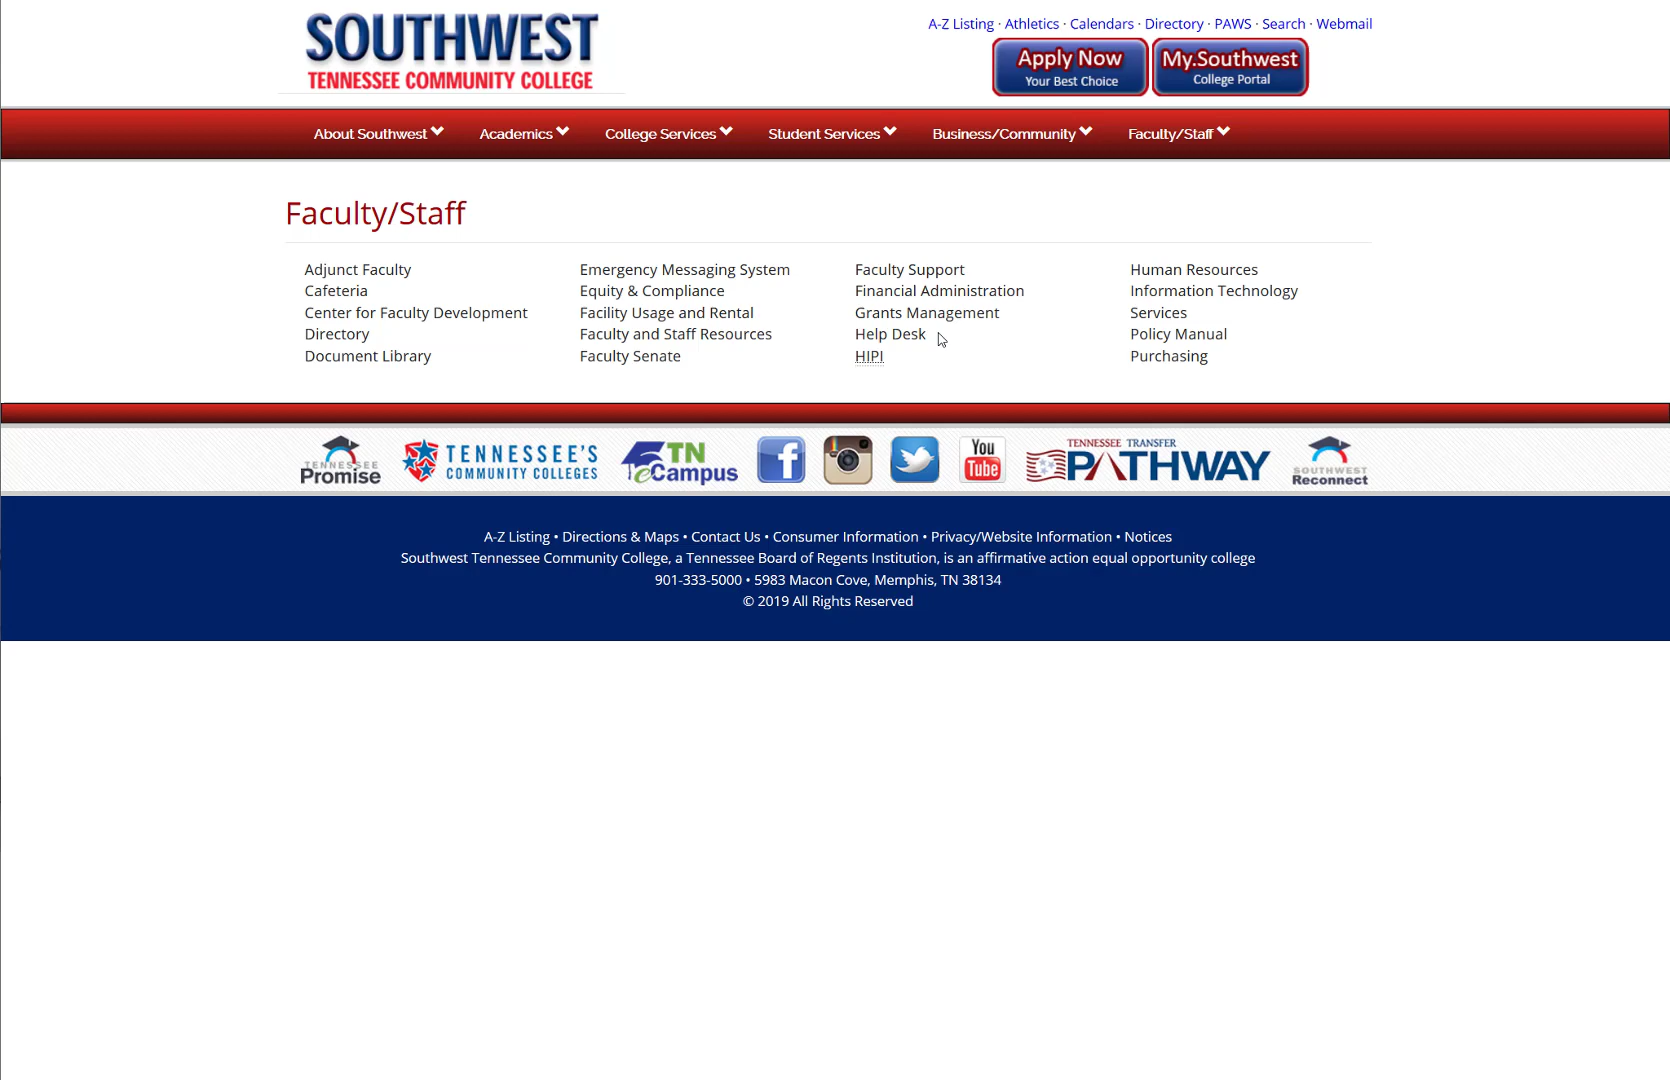 SOUTHWEST
TENNESSEE COMMUNITY COLLEGE
A-Z Listing · Athletics · Calendars · Directory · PAWS · Search · Webmail
Apply Now
Your Best Choice
My.Southwest
College Portal
About Southwest
Academics
College Services
Student Services
Business/Community
Faculty/Staff
Faculty/Staff
Adjunct Faculty
Cafeteria
Center for Faculty Development
Directory
Document Library
Emergency Messaging System
Equity & Compliance
Facility Usage and Rental
Faculty and Staff Resources
Faculty Senate
Faculty Support
Financial Administration
Grants Management
Help Desk
HIPI
Human Resources
Information Technology
Services
Policy Manual
Purchasing
TENNESSEE
Promise
TENNESSEE'S
COMMUNITY COLLEGES
TN
eCampus
f
You
Tube
TENNESSEE TRANSFER
PATHWAY
SOUTHWEST
Reconnect
A-Z Listing • Directions & Maps • Contact Us • Consumer Information • Privacy/Website Information • Notices
Southwest Tennessee Community College, a Tennessee Board of Regents Institution, is an affirmative action equal opportunity college
901-333-5000 • 5983 Macon Cove, Memphis, TN 38134
© 2019 All Rights Reserved